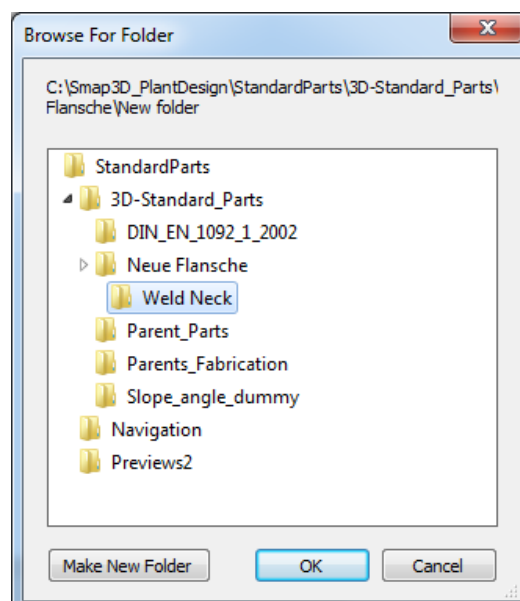 Browse For Folder
C:\Smap3D_PlantDesign\StandardParts\3D-Standard_Parts\
Flansche\New folder
StandardParts
3D-Standard_Parts
DIN_EN_1092_1_2002
Neue Flansche
Weld Neck
Parent_Parts
Parents_Fabrication
Slope_angle_dummy
Navigation
Previews2
Make New Folder OK Cancel